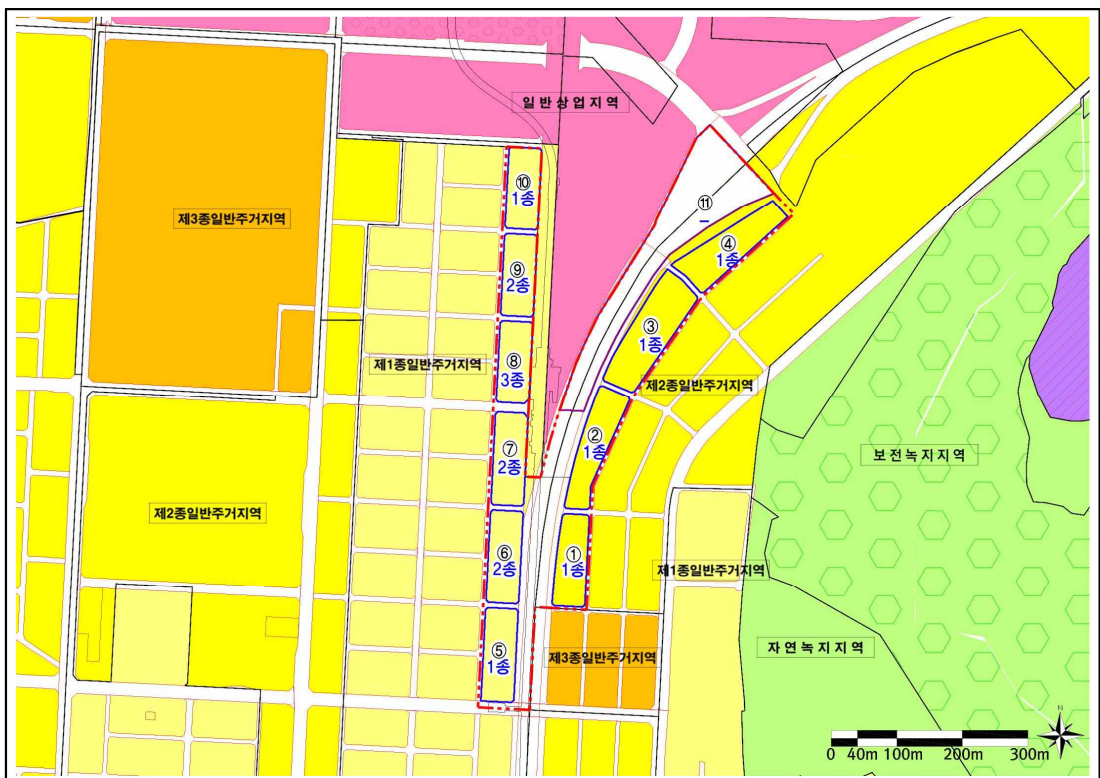 일반상업지역
제3종일반주거지역
⑩
1종
⑪
④
1종
⑨
2종
③
1종
제1종일반주거지역
⑧
3종
제2종일반주거지역
②
1종
⑦
2종
보전녹지지역
제2종일반주거지역
⑥
2종
①
1종
제1종일반주거지역
⑤
1종
제3종일반주거지역
자연녹지지역
N
0 40m 100m 200m 300m